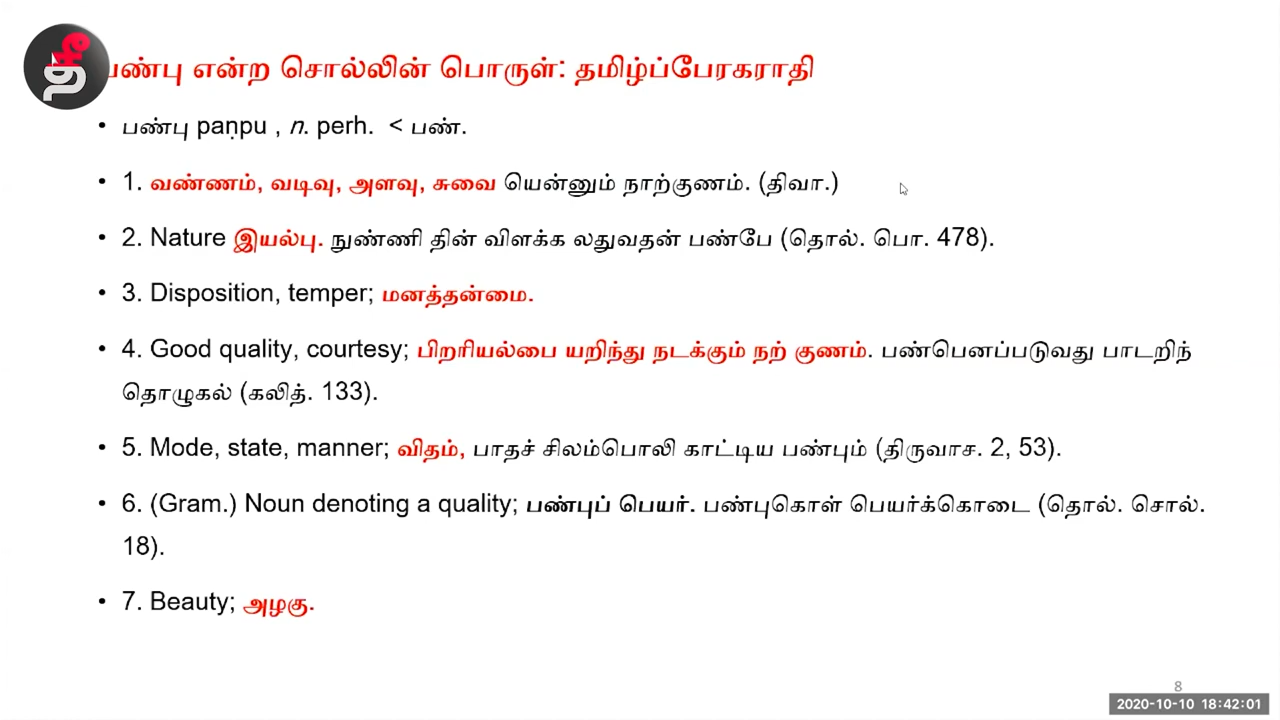 பண்பு என்ற சொல்லின் பொருள்: தமிழ்ப்பேரகராதி
• பண்பு paṇpu , n. perh. < பண்.
• 1. வண்ணம், வடிவு, அளவு, சுவை யென்னும் நாற்குணம். (திவா.)
• 2. Nature இயல்பு. நுண்ணி தின் விளக்க லதுவதன் பண்பே (தொல். பொ. 478).
• 3. Disposition, temper; மனத்தன்மை.
• 4. Good quality, courtesy; பிறரியல்பை யறிந்து நடக்கும் நற் குணம். பண்பெனப்படுவது பாடறிந்
தொழுகல் (கலித். 133).
• 5. Mode, state, manner; விதம், பாதச் சிலம்பொலி காட்டிய பண்பும் (திருவாச. 2, 53).
• 6. (Gram.) Noun denoting a quality; பண்புப் பெயர். பண்புகொள் பெயர்க்கொடை (தொல். சொல்.
18).
• 7. Beauty; அழகு.
8
2020-10-10 18:42:01